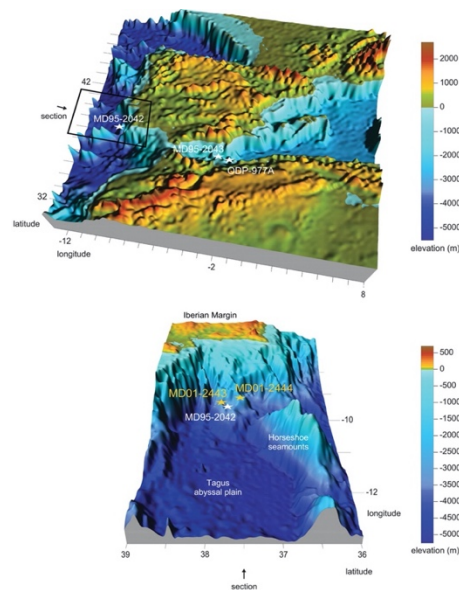 42
section
MD95-2042
MD95-2043
ODP-977A
32
latitude
-12
longitude
-2
8
2000
1000
0
-1000
-2000
-3000
-4000
-5000
elevation (m)
Iberian Margin
MD01-2443
MD01-2444
MD95-2042
-10
Horseshoe
seamounts
Tagus
abyssal plain
-12
longitude
39
38
37
36
section
latitude
500
0
-500
-1000
-1500
-2000
-2500
-3000
-3500
-4000
-4500
-5000
elevation (m)